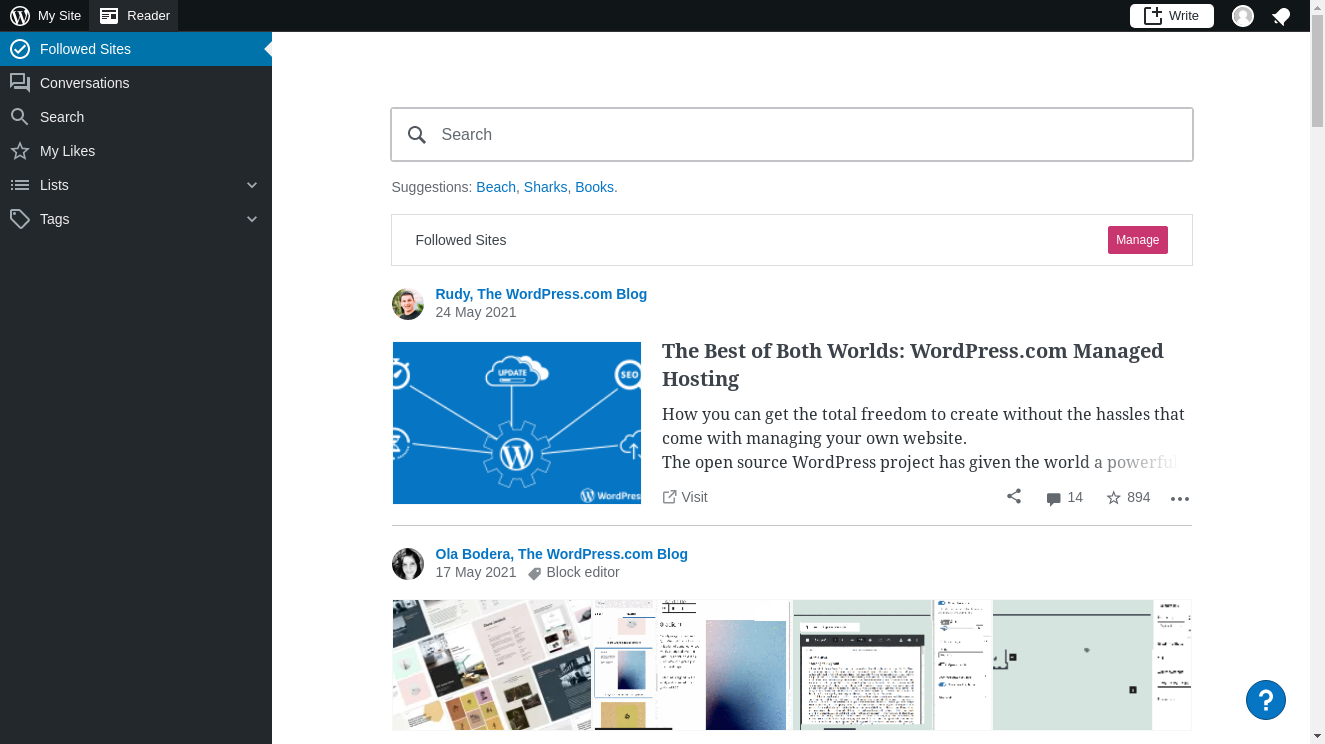 My Site
Reader
Write
Followed Sites
Conversations
Search
My Likes
Lists
Tags
Search
Suggestions: Beach, Sharks, Books.
Followed Sites
Manage
Rudy, The WordPress.com Blog
24 May 2021
UPDATE
SEO
WordPres
The Best of Both Worlds: WordPress.com Managed
Hosting
How you can get the total freedom to create without the hassles that
come with managing your own website.
The open source WordPress project has given the world a powerful
Visit
14
894
Ola Bodera, The WordPress.com Blog
17 May 2021
Block editor
?